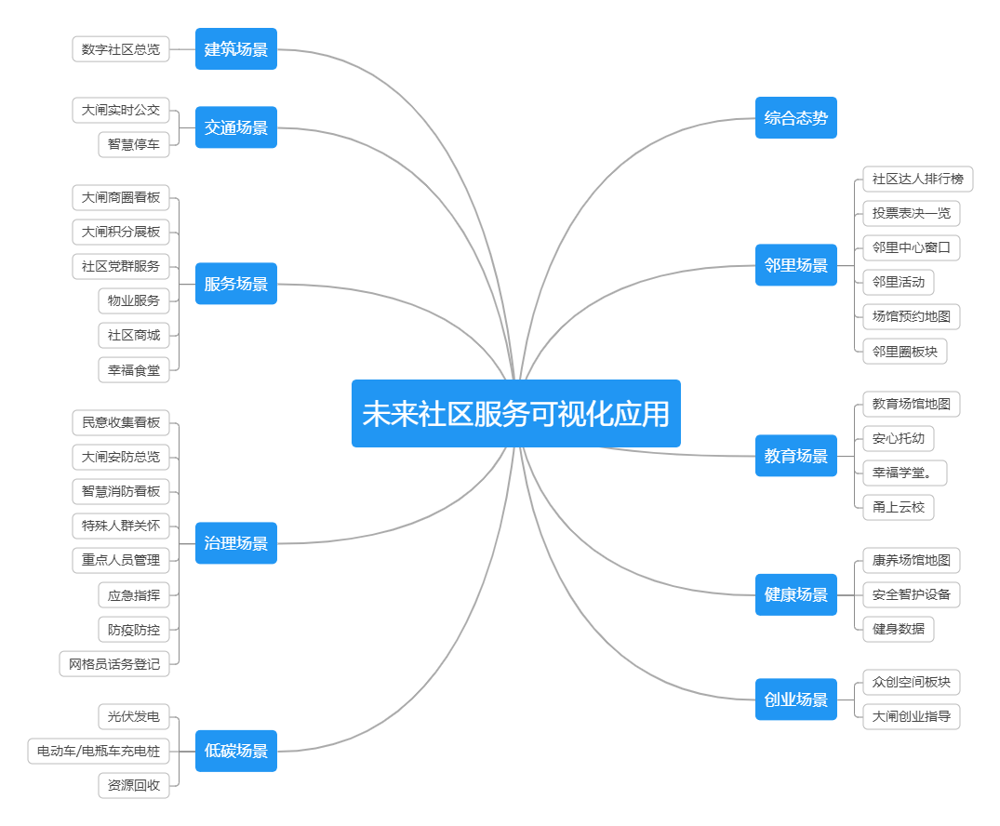 未来社区服务可视化应用
综合态势
邻里场景
社区达人排行榜
投票表决一览
邻里中心窗口
邻里活动
场馆预约地图
邻里圈板块
教育场景
教育场馆地图
安心托幼
幸福学堂。
甬上云校
健康场景
康养场馆地图
安全智护设备
健身数据
创业场景
众创空间板块
大闸创业指导
建筑场景
数字社区总览
交通场景
大闸实时公交
智慧停车
服务场景
大闸商圈看板
大闸积分展板
社区党群服务
物业服务
社区商城
幸福食堂
治理场景
民意收集看板
大闸安防总览
智慧消防看板
特殊人群关怀
重点人员管理
应急指挥
防疫防控
网格员话务登记
低碳场景
光伏发电
电动车/电瓶车充电桩
资源回收